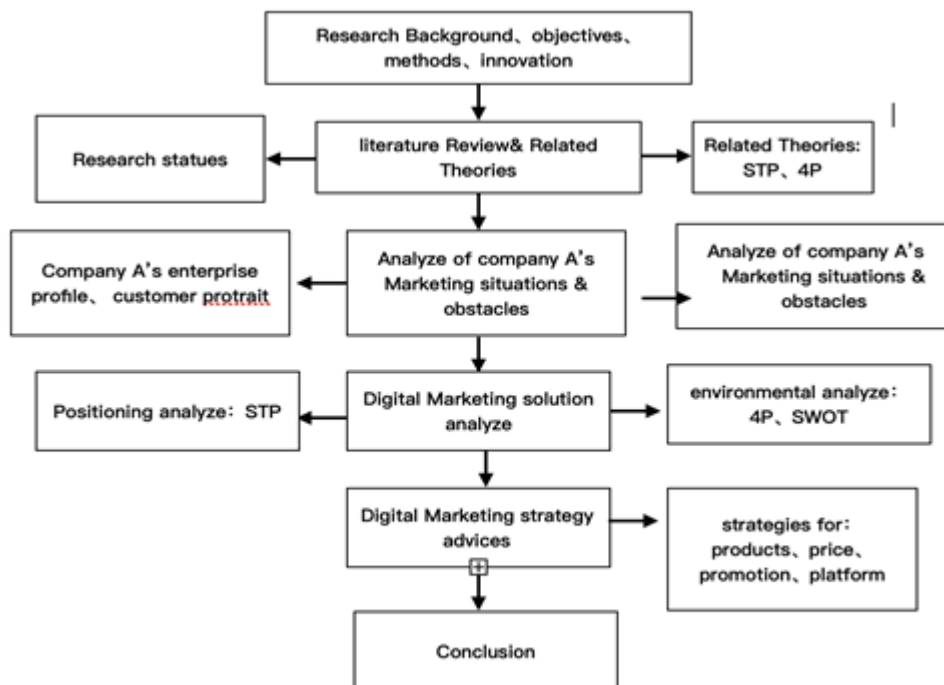 Research Background、objectives、
methods、innovation
literature Review& Related
Theories
Research statues
Related Theories:
STP、4P
Company A’s enterprise
profile、 customer protrait
Analyze of company A’s
Marketing situations &
obstacles
Analyze of company A’s
Marketing situations &
obstacles
Positioning analyze：STP
Digital Marketing solution
analyze
environmental analyze：
4P、SWOT
Digital Marketing strategy
advices
strategies for：
products、price、
promotion、platform
Conclusion